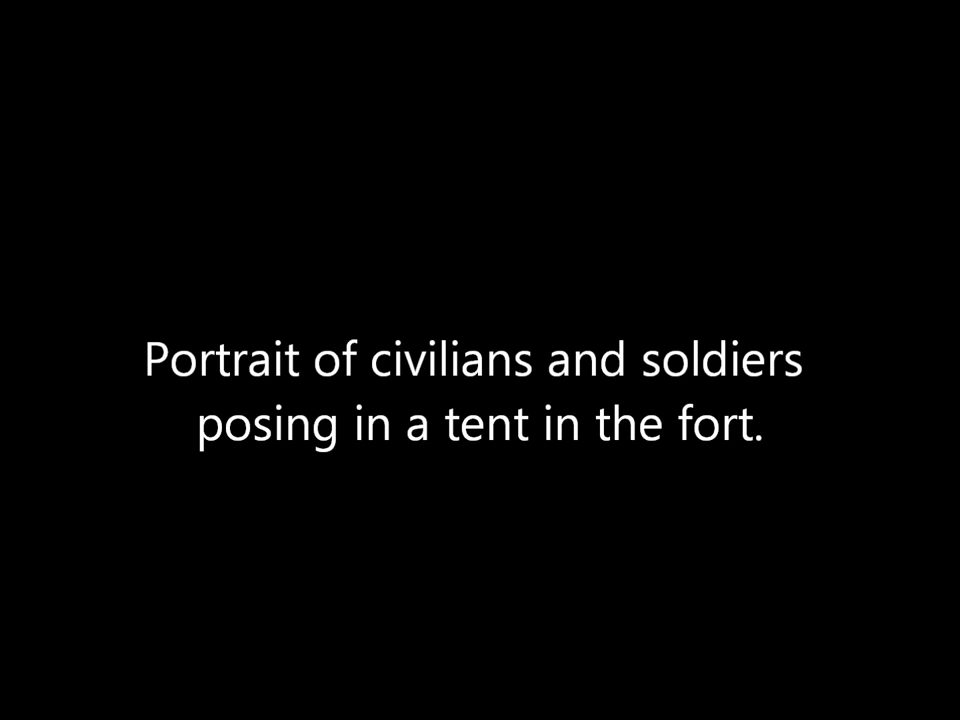 Portrait of civilians and soldiers
posing in a tent in the fort.